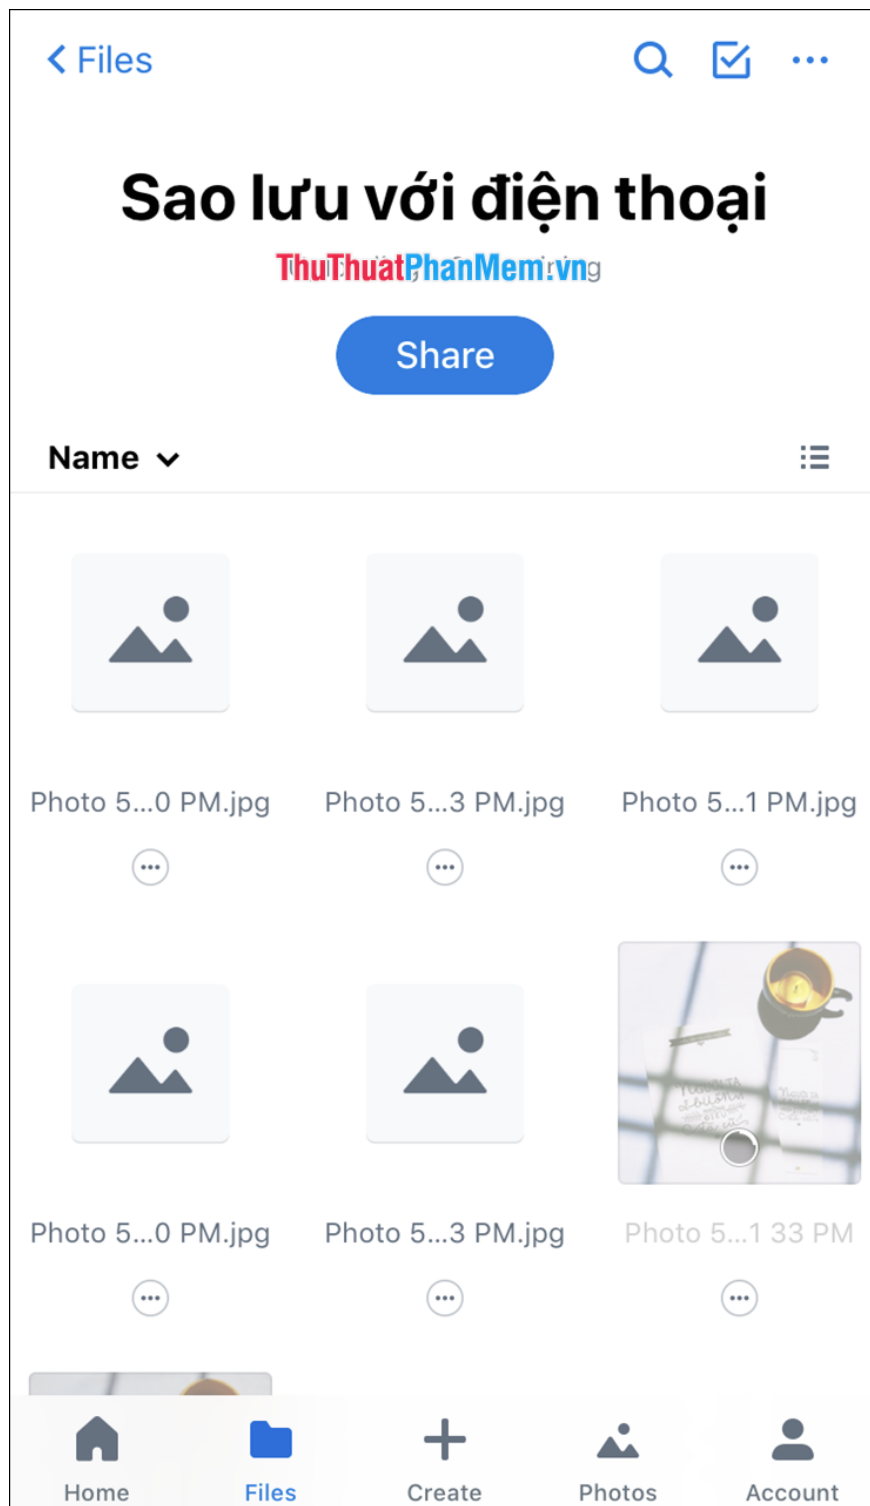 Files
Sao lưu với điện thoại
ThuThuatPhanMem.vn
Share
Name
Photo 5...0 PM.jpg
Photo 5...3 PM.jpg
Photo 5...1 PM.jpg
Photo 5...0 PM.jpg
Photo 5...3 PM.jpg
Photo 5...1 33 PM
Home
Files
Create
Photos
Account